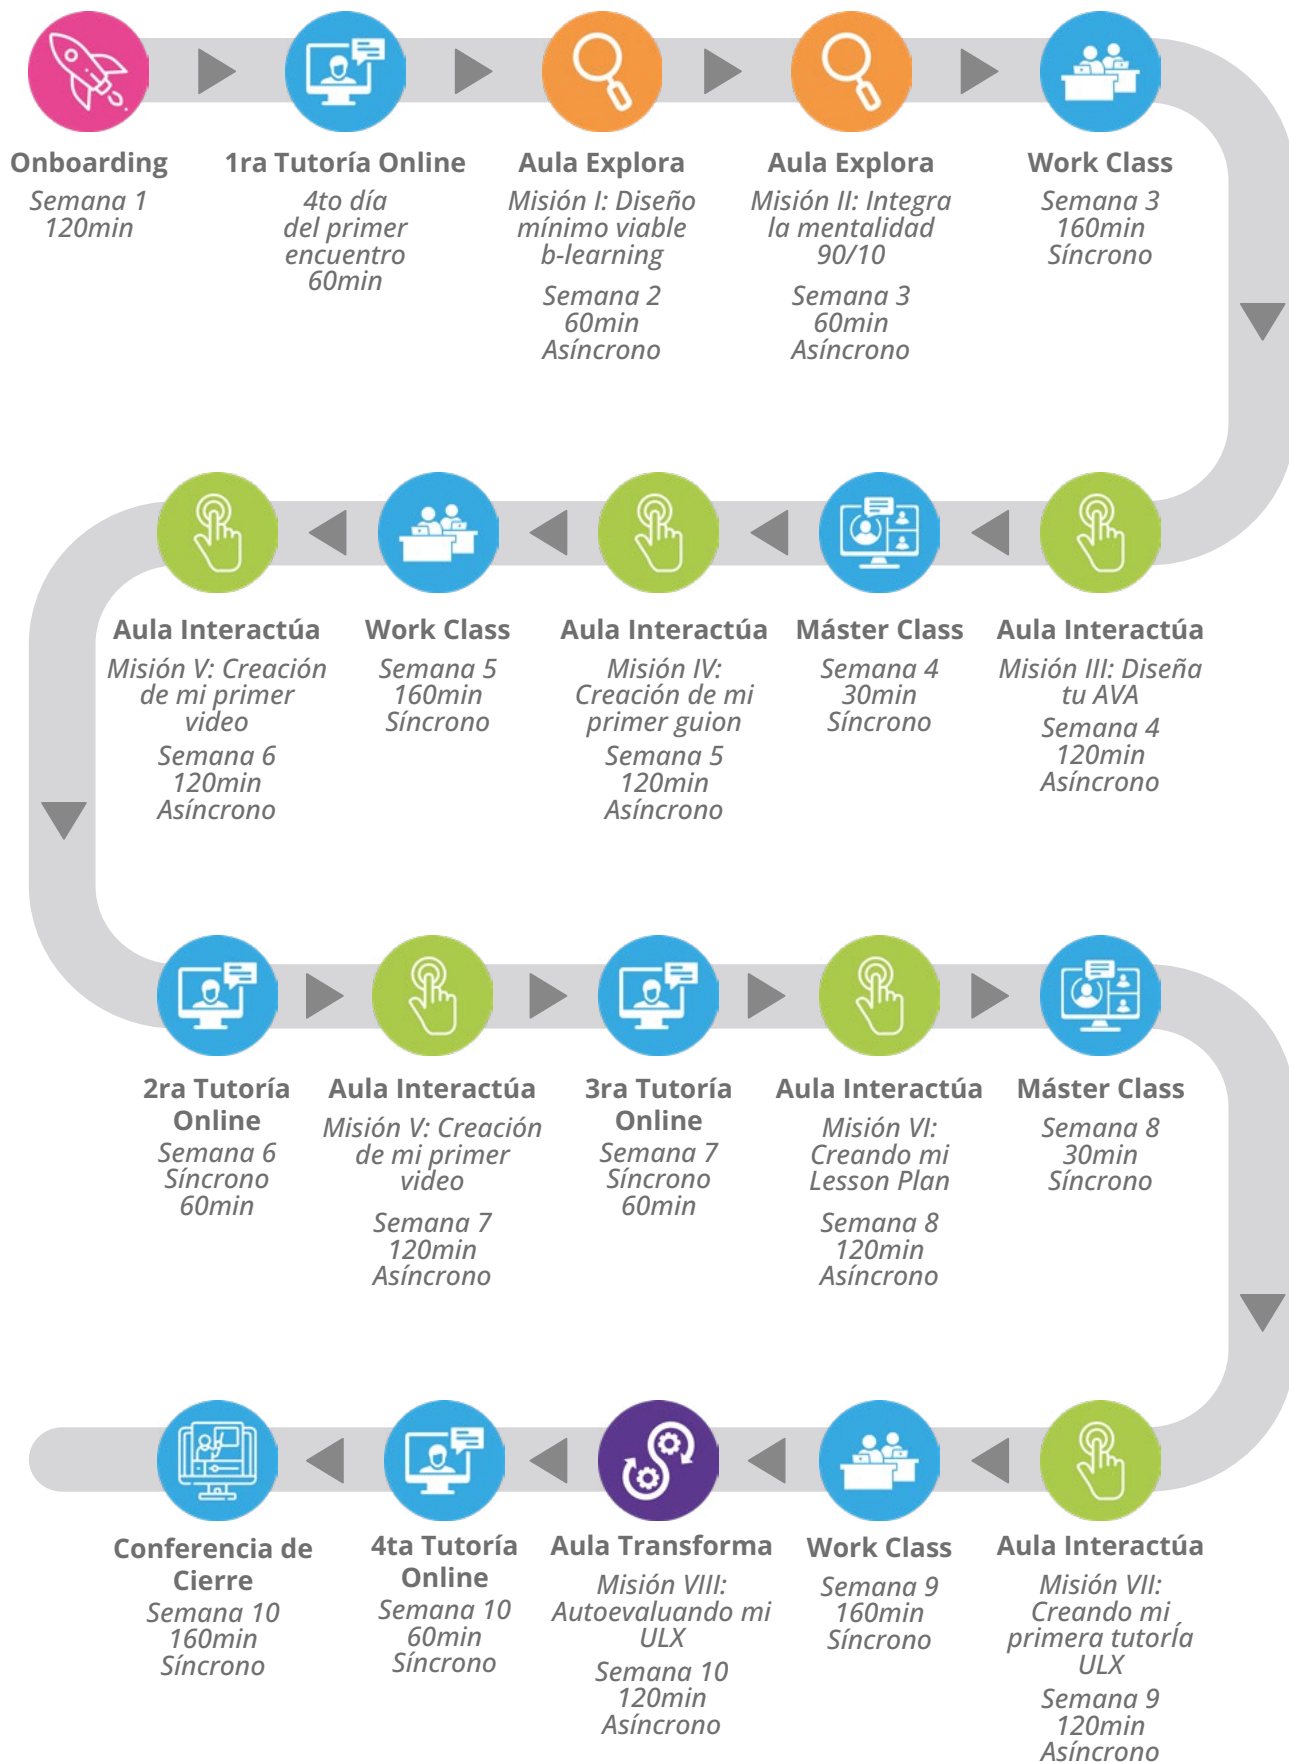 Onboarding
Semana 1
120min
1ra Tutoría Online
4to día
del primer
encuentro
60min
Aula Explora
Misión I: Diseño
mínimo viable
b-learning
Semana 2
60min
Asíncrono
Aula Explora
Misión II: Integra
la mentalidad
90/10
Semana 3
60min
Asíncrono
Work Class
Semana 3
160min
Síncrono
Aula Interactúa
Misión V: Creación
de mi primer
video
Semana 6
120min
Asíncrono
Work Class
Semana 5
160min
Síncrono
Aula Interactúa
Misión IV:
Creación de mi
primer guion
Semana 5
120min
Asíncrono
Máster Class
Semana 4
30min
Síncrono
Aula Interactúa
Misión III: Diseña
tu AVA
Semana 4
120min
Asíncrono
2ra Tutoría
Online
Semana 6
Síncrono
60min
Aula Interactúa
Misión V: Creación
de mi primer
video
Semana 7
120min
Asíncrono
3ra Tutoría
Online
Semana 7
Síncrono
60min
Aula Interactúa
Misión VI:
Creando mi
Lesson Plan
Semana 8
120min
Asíncrono
Máster Class
Semana 8
30min
Síncrono
Conferencia de
Cierre
Semana 10
160min
Síncrono
4ta Tutoría
Online
Semana 10
60min
Síncrono
Aula Transforma
Misión VIII:
Autoevaluando mi
ULX
Semana 10
120min
Asíncrono
Work Class
Semana 9
160min
Síncrono
Aula Interactúa
Misión VII:
Creando mi
primera tutorÍa
ULX
Semana 9
120min
Asíncrono